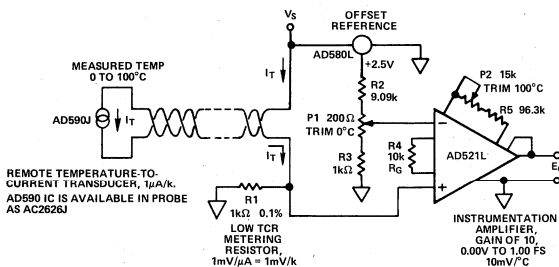 OFFSET
REFERENCE
VS
AD580L
+2.5V
MEASURED TEMP
0 TO 100°C
AD590J
IT
IT
IT
R2
9.09k
P1 200Ω
TRIM 0°C
R3
1kΩ
P2 15k
TRIM 100°C
R5 96.3k
R4
10k
RG
AD521L
−
+
REMOTE TEMPERATURE-TO-
CURRENT TRANSDUCER, 1μA/k.
AD590 IC IS AVAILABLE IN PROBE
AS AC2626J
R1
1kΩ 0.1%
LOW TCR
METERING
RESISTOR,
1mV/μA = 1mV/k
INSTRUMENTATION
AMPLIFIER,
GAIN OF 10,
0.00V TO 1.00 FS
10mV/°C